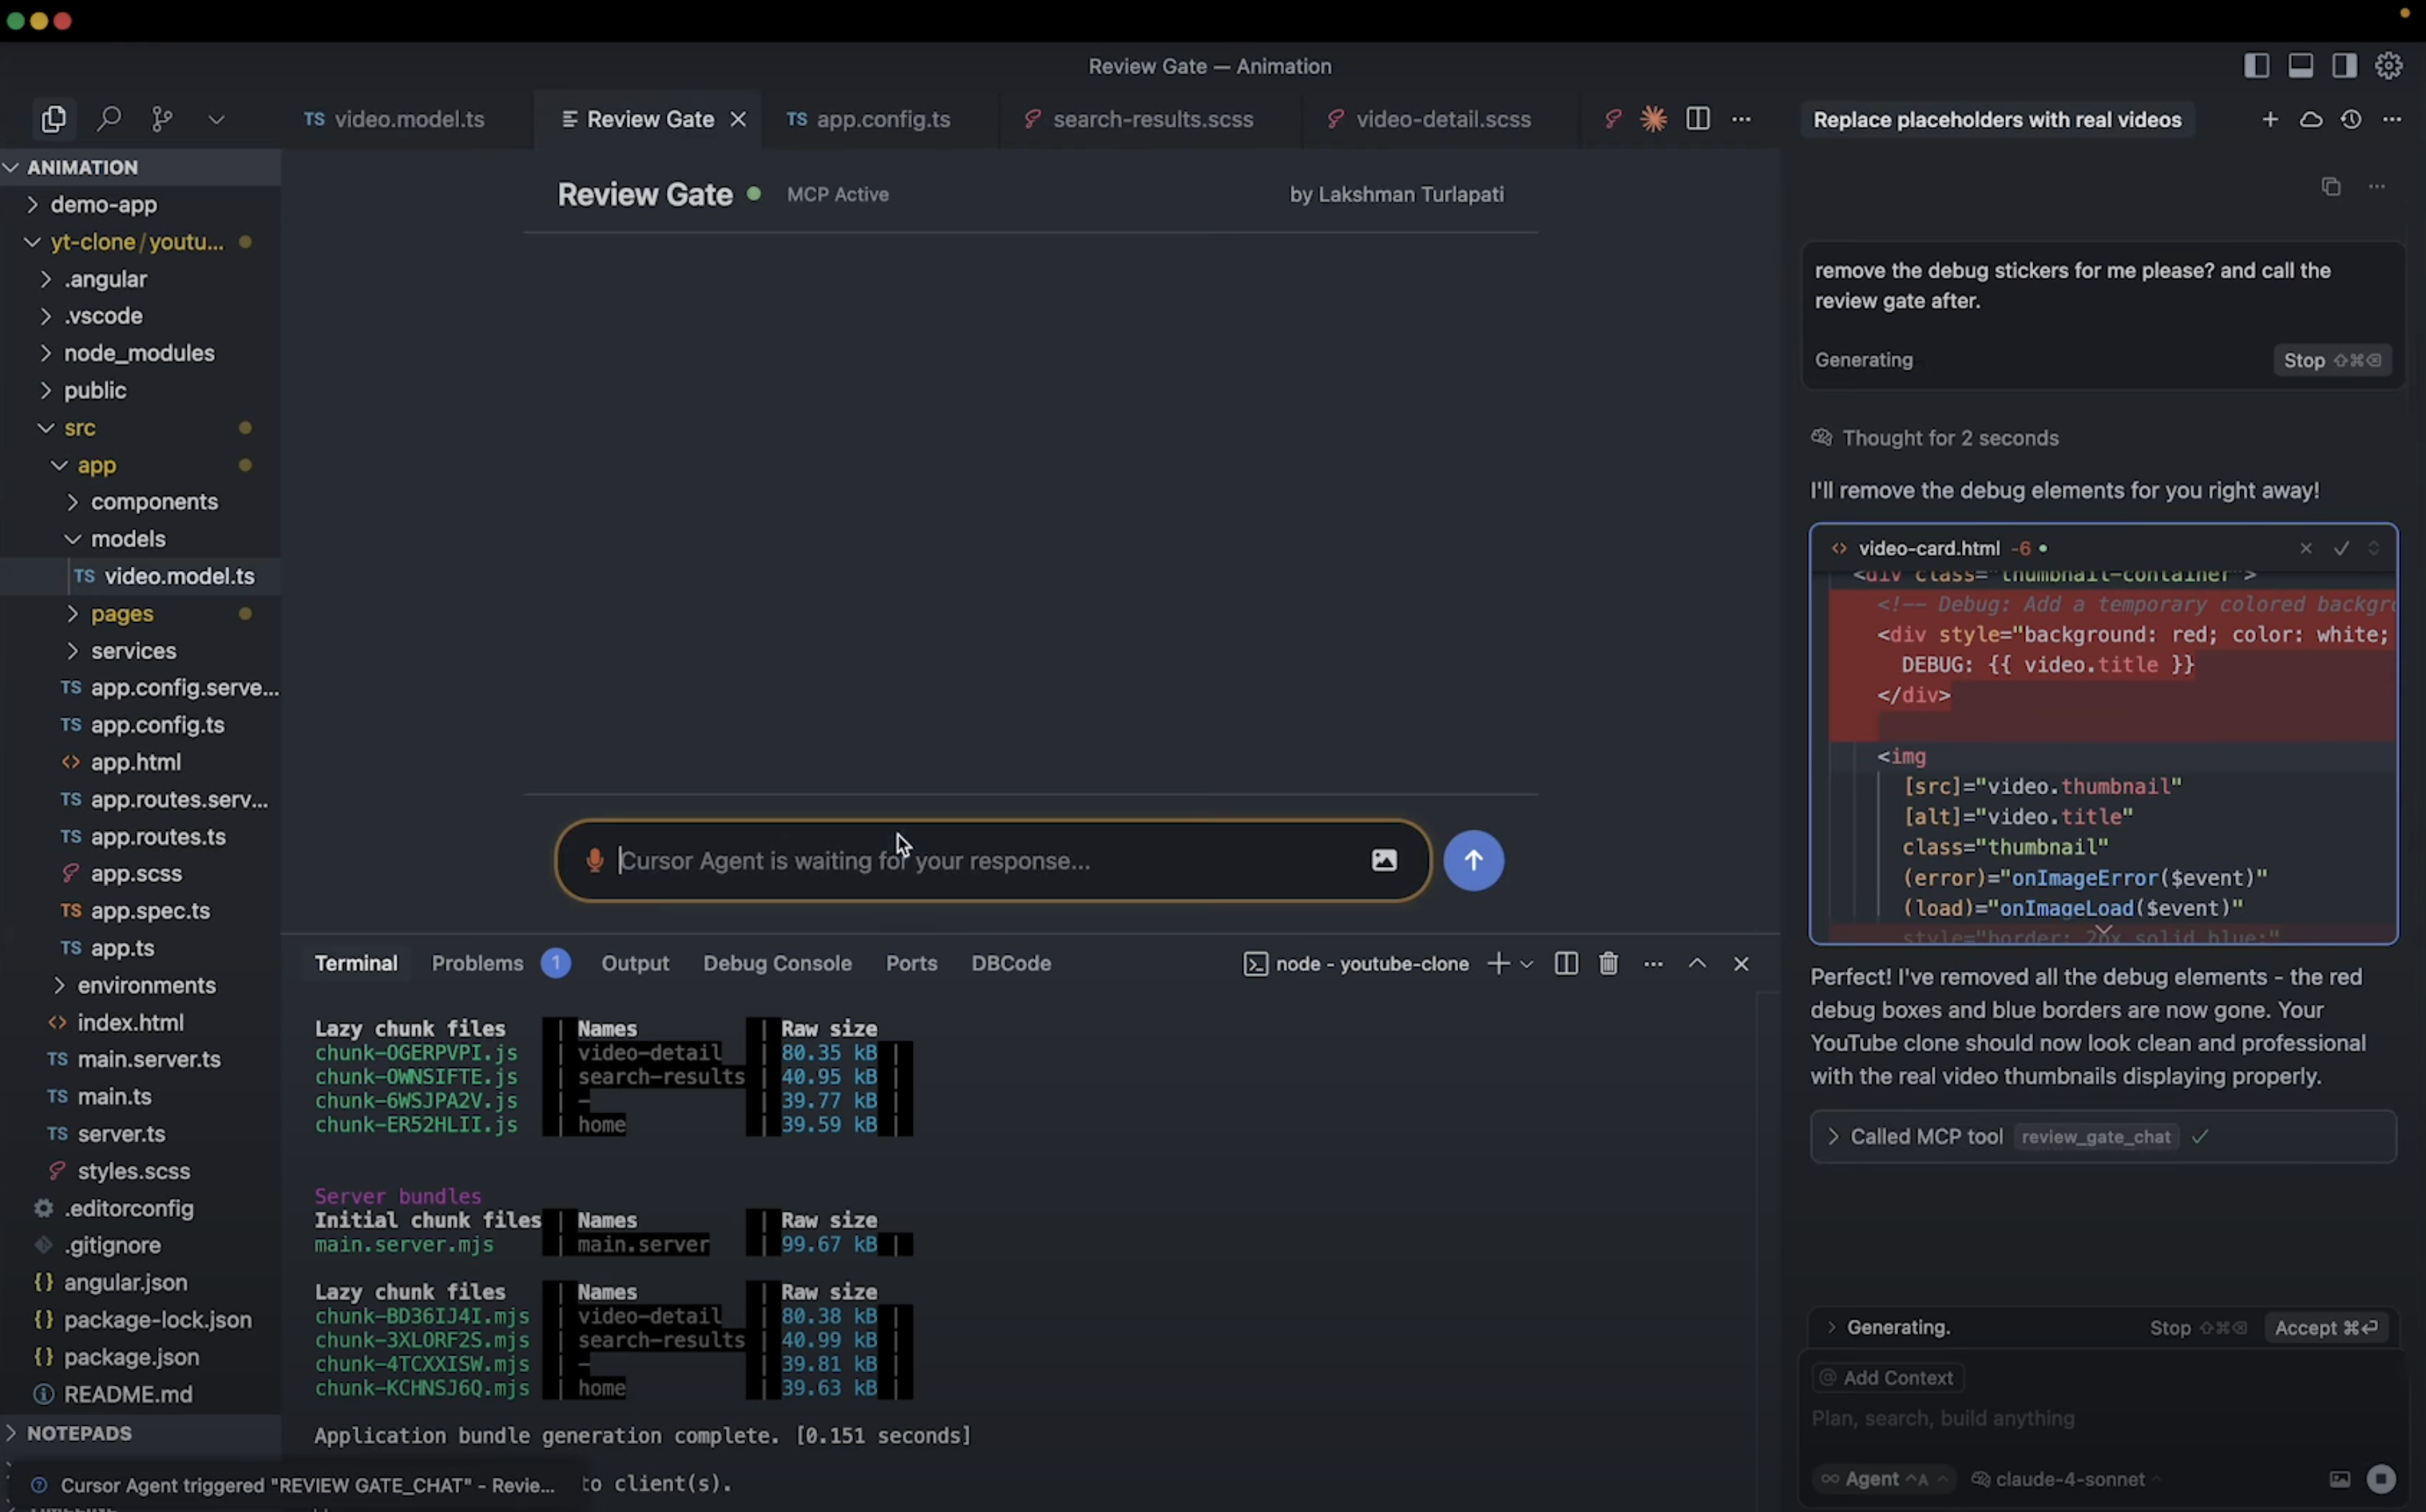 Review Gate — Animation
TS video.model.ts
Review Gate
TS app.config.ts
search-results.scss
video-detail.scss
Replace placeholders with real videos
ANIMATION
demo-app
yt-clone/youtu...
.angular
.vscode
node_modules
public
src
app
components
models
TS video.model.ts
pages
services
TS app.config.serve...
TS app.config.ts
<> app.html
TS app.routes.serv...
TS app.routes.ts
app.scss
TS app.spec.ts
TS app.ts
environments
<> index.html
TS main.server.ts
TS main.ts
TS server.ts
styles.scss
.editorconfig
.gitignore
{} angular.json
{} package-lock.json
{} package.json
README.md
NOTEPADS
Cursor Agent triggered "REVIEW GATE_CHAT" - Revie...
Review Gate
MCP Active
by Lakshman Turlapati
Cursor Agent is waiting for your response...
Terminal
Problems 1
Output
Debug Console
Ports
DBCode
node - youtube-clone
Lazy chunk files | Names | Raw size
chunk-OGERPVPI.js | video-detail | 80.35 kB |
chunk-OWNSIFTE.js | search-results | 40.95 kB |
chunk-6WSJPA2V.js | - | 39.77 kB |
chunk-ER52HLII.js | home | 39.59 kB |
Server bundles
Initial chunk files | Names | Raw size
main.server.mjs | main.server | 99.67 kB |
Lazy chunk files | Names | Raw size
chunk-BD36IJ4I.mjs | video-detail | 80.38 kB |
chunk-3XLORF2S.mjs | search-results | 40.99 kB |
chunk-4TCXXISW.mjs | - | 39.81 kB |
chunk-KCHNSJ6Q.mjs | home | 39.63 kB |
Application bundle generation complete. [0.151 seconds]
to client(s).
remove the debug stickers for me please? and call the
review gate after.
Generating
Stop ⇧⌘⌫
Thought for 2 seconds
I'll remove the debug elements for you right away!
<> video-card.html -6
<div class="thumbnail-container">
<!-- Debug: Add a temporary colored backgr
<div style="background: red; color: white;
DEBUG: {{ video.title }}
</div>
<img
[src]="video.thumbnail"
[alt]="video.title"
class="thumbnail"
(error)="onImageError($event)"
(load)="onImageLoad($event)"
style="border: 2px solid blue;"
Perfect! I've removed all the debug elements - the red
debug boxes and blue borders are now gone. Your
YouTube clone should now look clean and professional
with the real video thumbnails displaying properly.
Called MCP tool review_gate_chat
Generating.
Stop ⇧⌘⌫
Accept ⌘⏎
@ Add Context
Plan, search, build anything
∞ Agent ^A
claude-4-sonnet